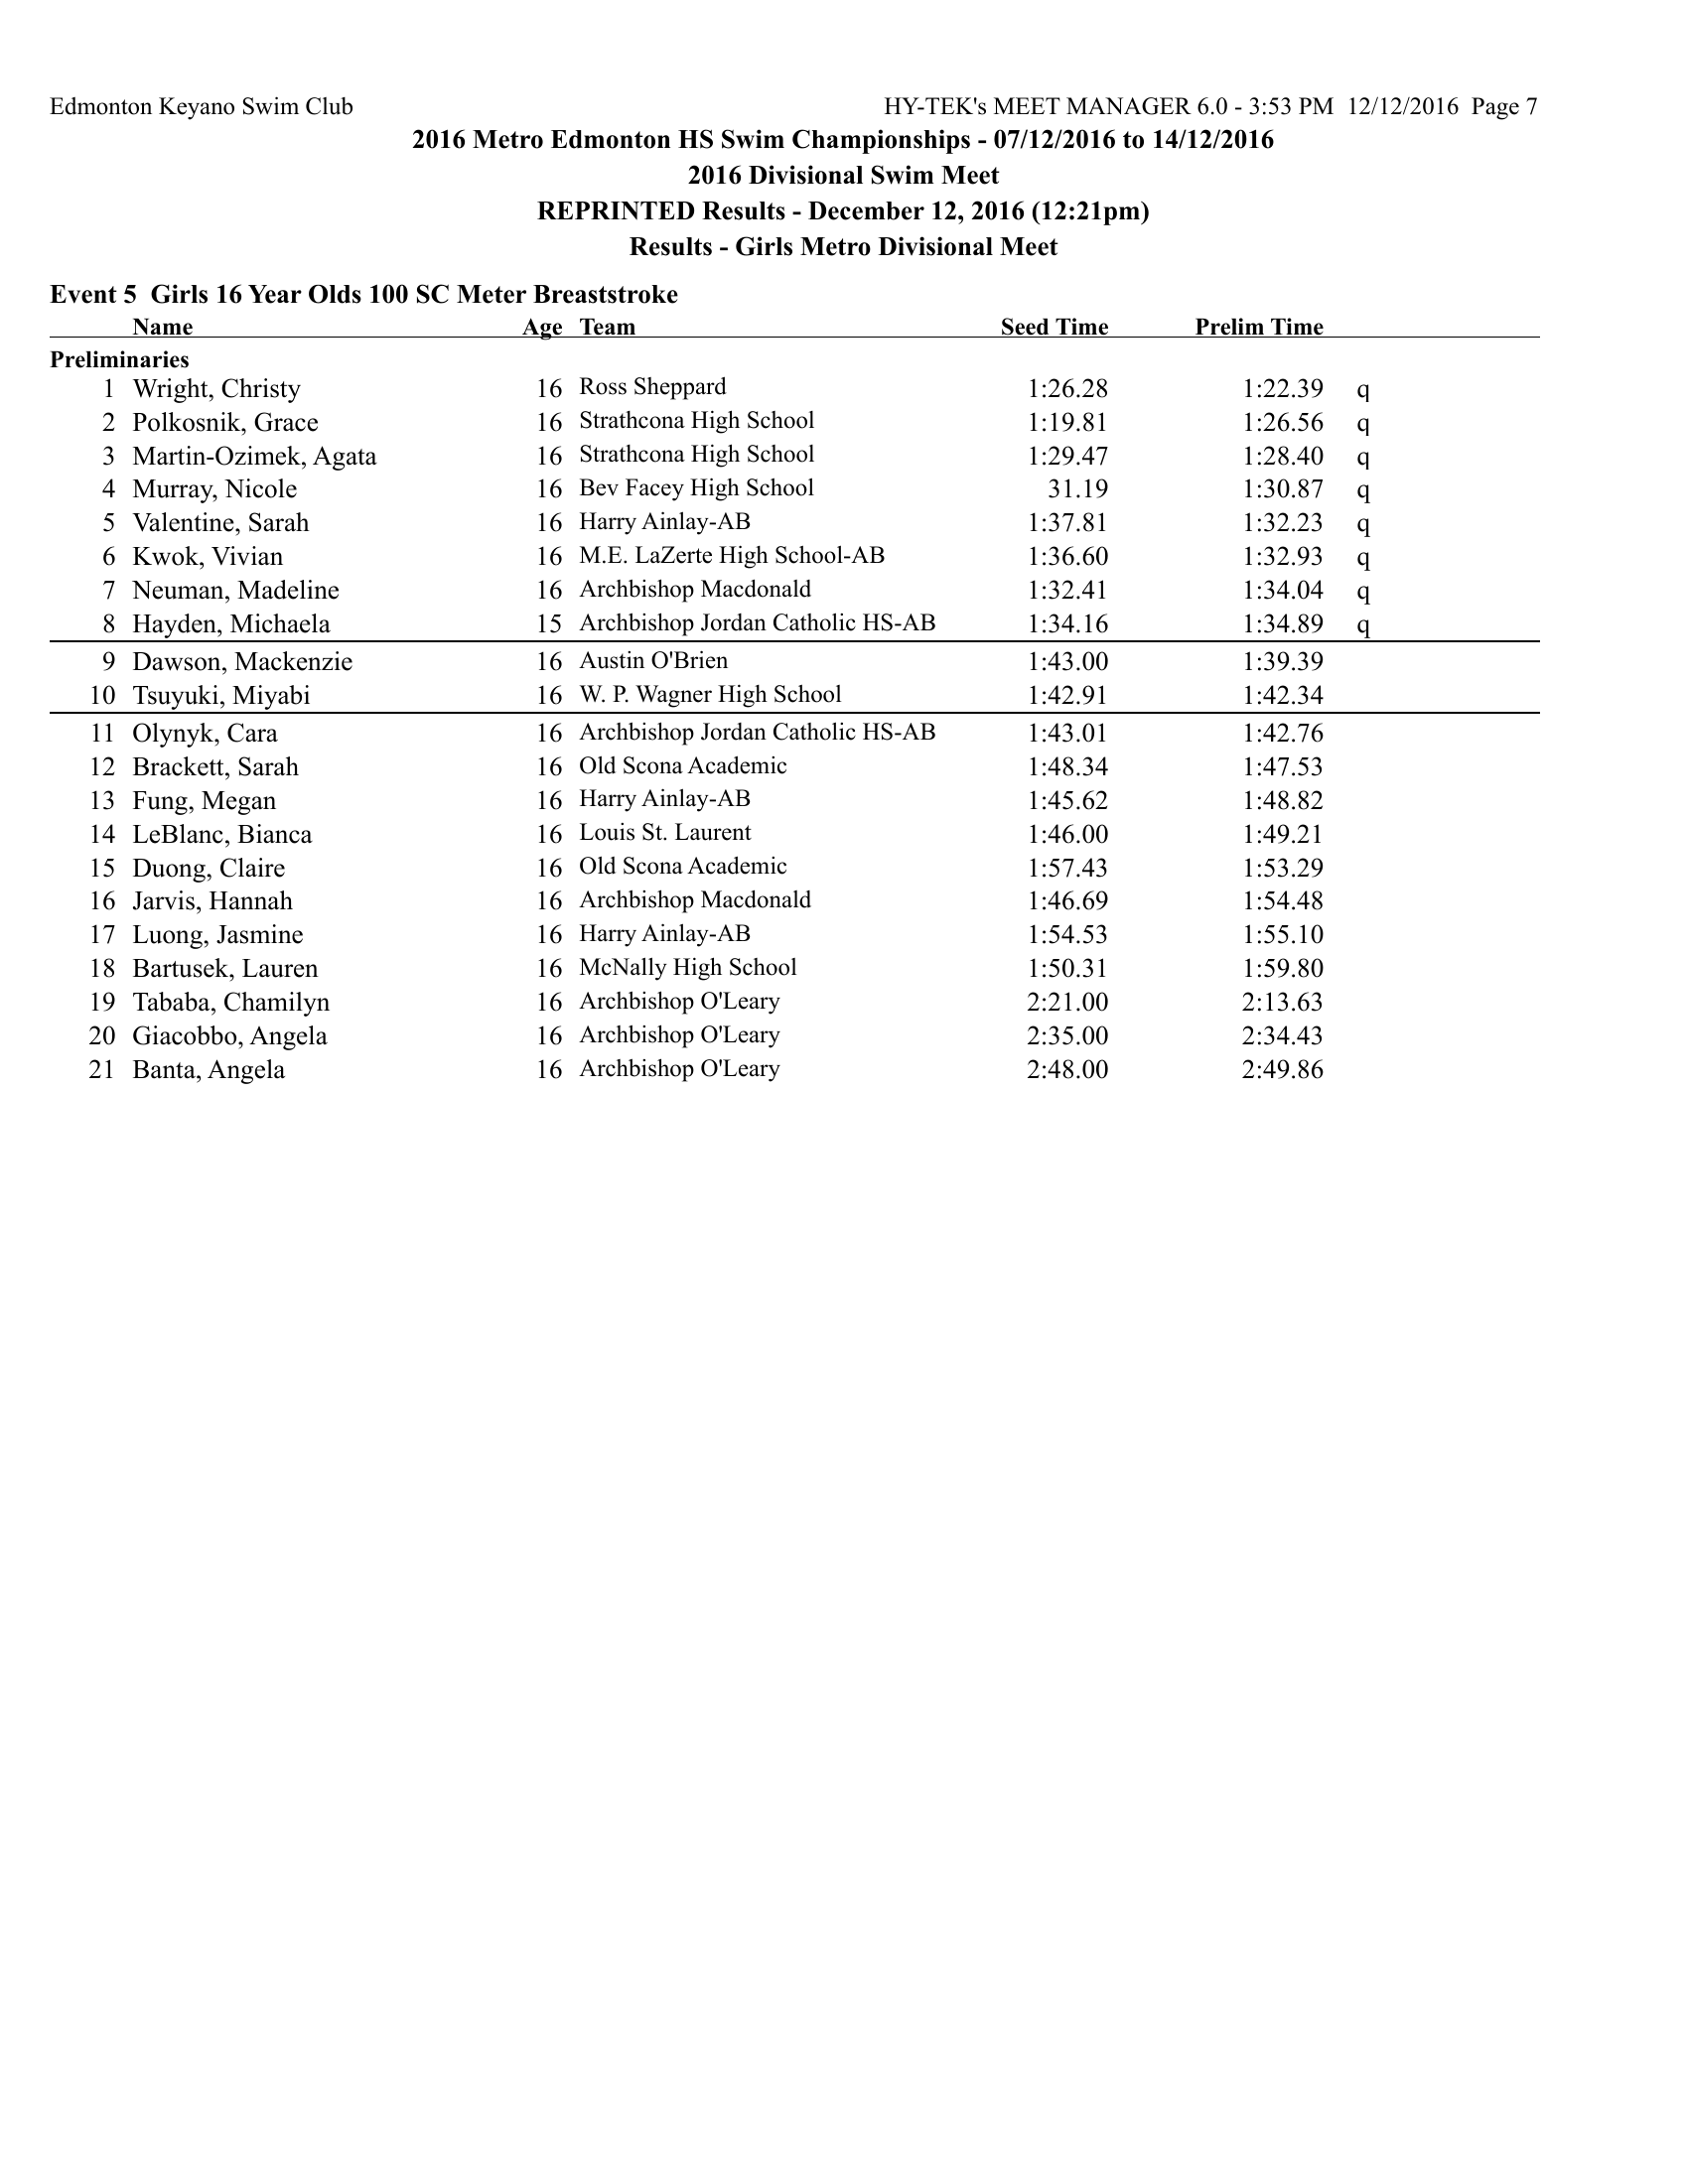 Edmonton Keyano Swim Club HY-TEK's MEET MANAGER 6.0 - 3:53 PM 12/12/2016 Page 7
2016 Metro Edmonton HS Swim Championships - 07/12/2016 to 14/12/2016
2016 Divisional Swim Meet
REPRINTED Results - December 12, 2016 (12:21pm)
Results - Girls Metro Divisional Meet
Event 5 Girls 16 Year Olds 100 SC Meter Breaststroke
Name Age Team Seed Time Prelim Time
Preliminaries
1 Wright, Christy 16 Ross Sheppard 1:26.28 1:22.39 q
2 Polkosnik, Grace 16 Strathcona High School 1:19.81 1:26.56 q
3 Martin-Ozimek, Agata 16 Strathcona High School 1:29.47 1:28.40 q
4 Murray, Nicole 16 Bev Facey High School 31.19 1:30.87 q
5 Valentine, Sarah 16 Harry Ainlay-AB 1:37.81 1:32.23 q
6 Kwok, Vivian 16 M.E. LaZerte High School-AB 1:36.60 1:32.93 q
7 Neuman, Madeline 16 Archbishop Macdonald 1:32.41 1:34.04 q
8 Hayden, Michaela 15 Archbishop Jordan Catholic HS-AB 1:34.16 1:34.89 q
9 Dawson, Mackenzie 16 Austin O'Brien 1:43.00 1:39.39
10 Tsuyuki, Miyabi 16 W. P. Wagner High School 1:42.91 1:42.34
11 Olynyk, Cara 16 Archbishop Jordan Catholic HS-AB 1:43.01 1:42.76
12 Brackett, Sarah 16 Old Scona Academic 1:48.34 1:47.53
13 Fung, Megan 16 Harry Ainlay-AB 1:45.62 1:48.82
14 LeBlanc, Bianca 16 Louis St. Laurent 1:46.00 1:49.21
15 Duong, Claire 16 Old Scona Academic 1:57.43 1:53.29
16 Jarvis, Hannah 16 Archbishop Macdonald 1:46.69 1:54.48
17 Luong, Jasmine 16 Harry Ainlay-AB 1:54.53 1:55.10
18 Bartusek, Lauren 16 McNally High School 1:50.31 1:59.80
19 Tababa, Chamilyn 16 Archbishop O'Leary 2:21.00 2:13.63
20 Giacobbo, Angela 16 Archbishop O'Leary 2:35.00 2:34.43
21 Banta, Angela 16 Archbishop O'Leary 2:48.00 2:49.86